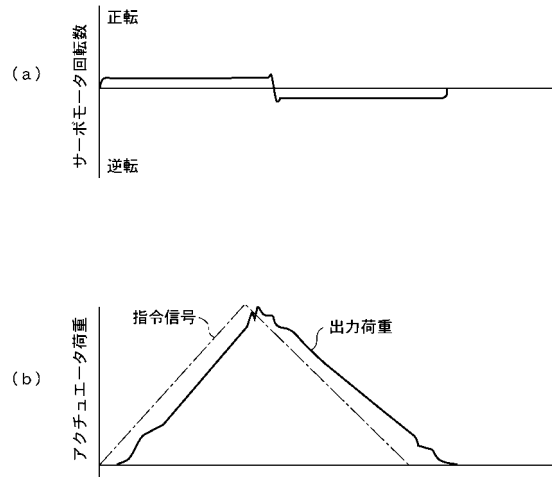 (a)
サーボモータ回転数
正転
逆転
(b)
アクチュエータ荷重
指令信号
出力荷重